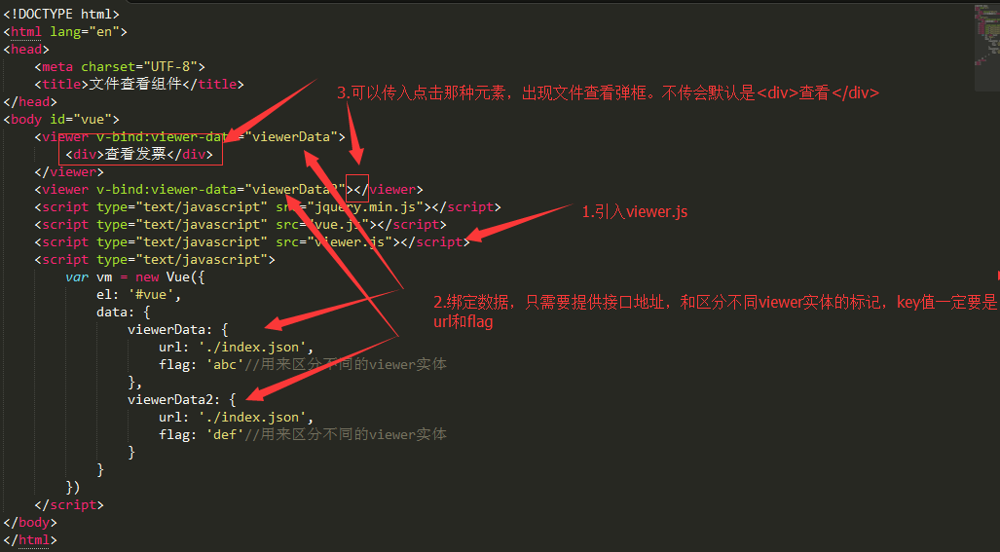 <!DOCTYPE html>
<html lang="en">
<head>
<meta charset="UTF-8">
<title>文件查看组件</title>
3.可以传入点击那种元素，出现文件查看弹框。不传会默认是<div>查看</div>
</head>
<body id="vue">
<viewer v-bind:viewer-data="viewerData">
<div>查看发票</div>
</viewer>
<viewer v-bind:viewer-data="viewerData2"></viewer>
<script type="text/javascript" src="jquery.min.js"></script>
1.引入viewer.js
<script type="text/javascript" src="vue.js"></script>
<script type="text/javascript" src="viewer.js"></script>
<script type="text/javascript">
var vm = new Vue({
el: '#vue',
2.绑定数据，只需要提供接口地址，和区分不同viewer实体的标记，key值一定要是
url和flag
data: {
viewerData: {
url: './index.json',
flag: 'abc'//用来区分不同的viewer实体
},
viewerData2: {
url: './index.json',
flag: 'def'//用来区分不同的viewer实体
}
}
})
</script>
</body>
</html>